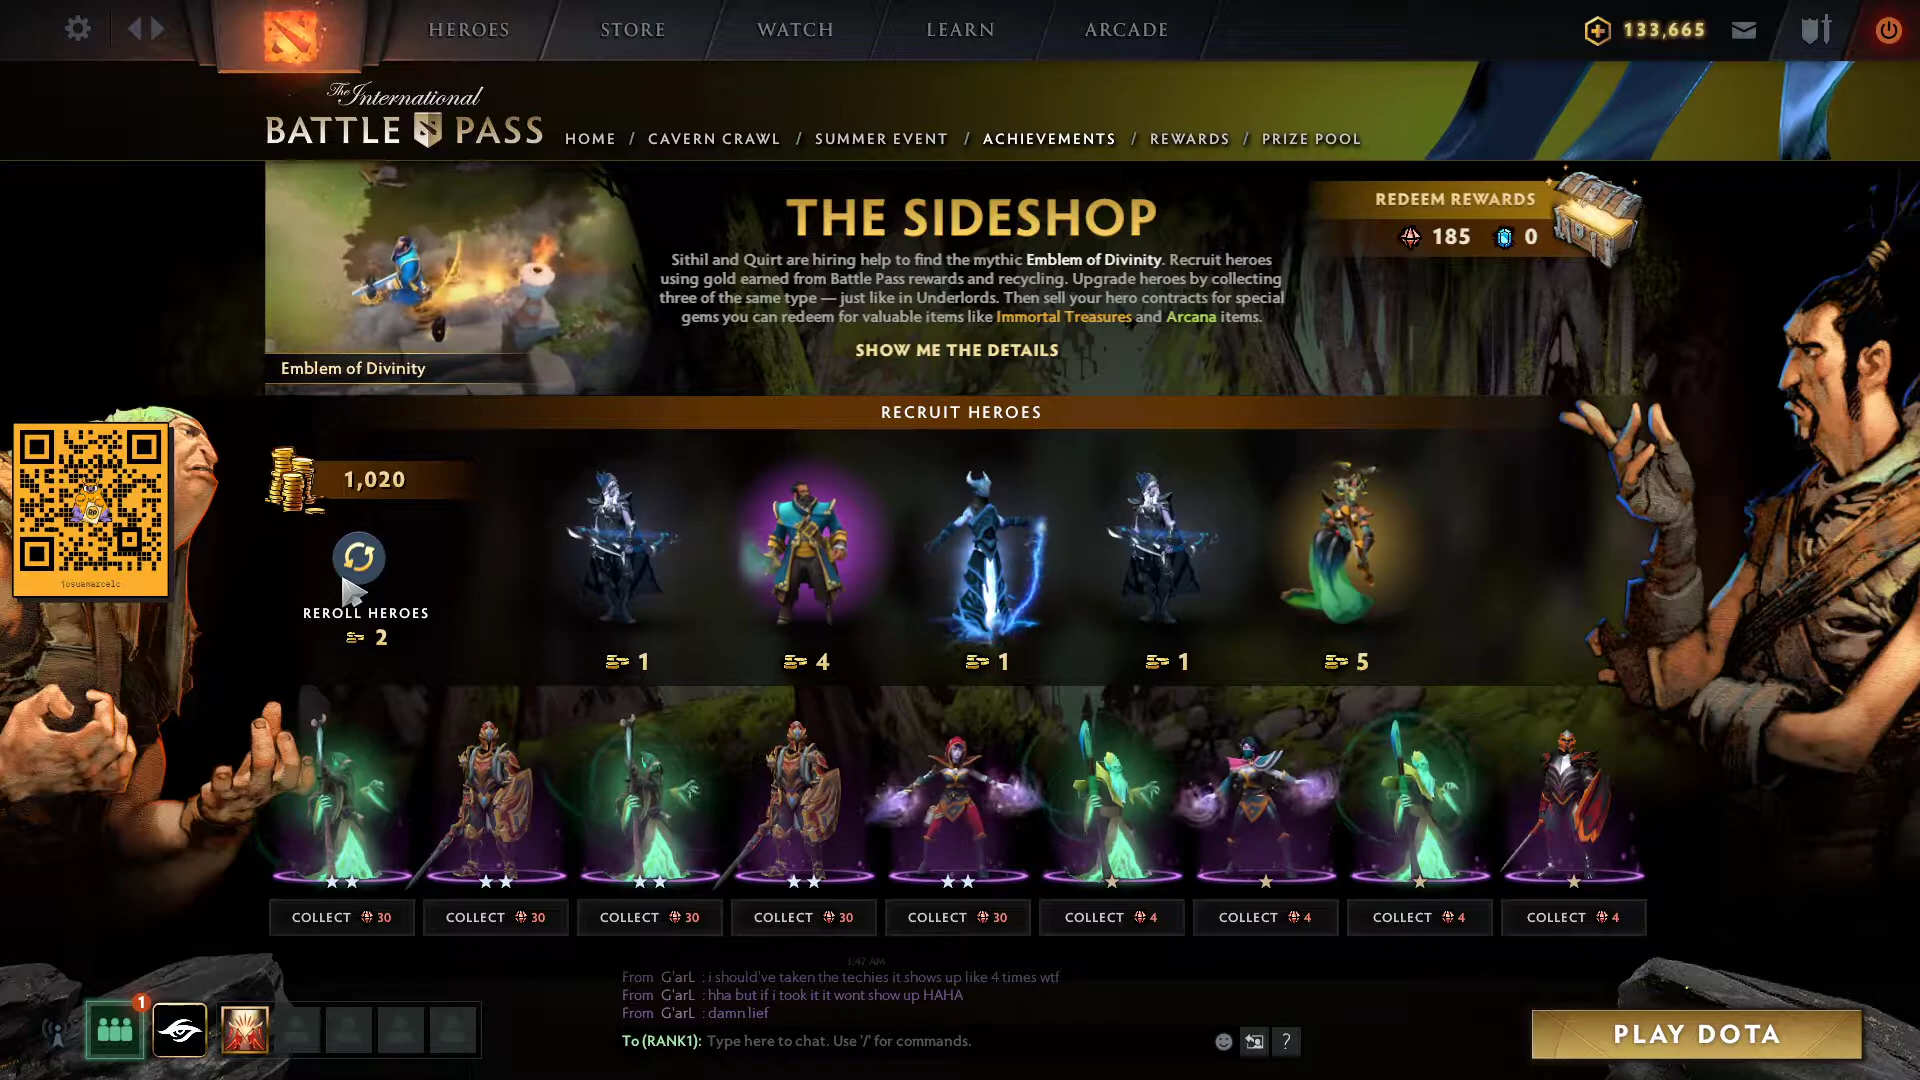 HEROES
STORE
WATCH
LEARN
ARCADE
133,665
The International
BATTLE PASS
HOME / CAVERN CRAWL / SUMMER EVENT / ACHIEVEMENTS / REWARDS / PRIZE POOL
THE SIDESHOP
Sithil and Quirt are hiring help to find the mythic Emblem of Divinity. Recruit heroes
using gold earned from Battle Pass rewards and recycling. Upgrade heroes by collecting
three of the same type — just like in Underlords. Then sell your hero contracts for special
gems you can redeem for valuable items like Immortal Treasures and Arcana items.
SHOW ME THE DETAILS
REDEEM REWARDS
185 0
Emblem of Divinity
RECRUIT HEROES
1,020
REROLL HEROES
2
1
4
1
1
5
RP
josuamarcelc
COLLECT 30
COLLECT 30
COLLECT 30
COLLECT 30
COLLECT 30
COLLECT 4
COLLECT 4
COLLECT 4
COLLECT 4
3:47 AM
From G'arL : i should've taken the techies it shows up like 4 times wtf
From G'arL : hha but if i took it it wont show up HAHA
From G'arL : damn lief
To (RANK1): Type here to chat. Use '/' for commands.
?
1
PLAY DOTA